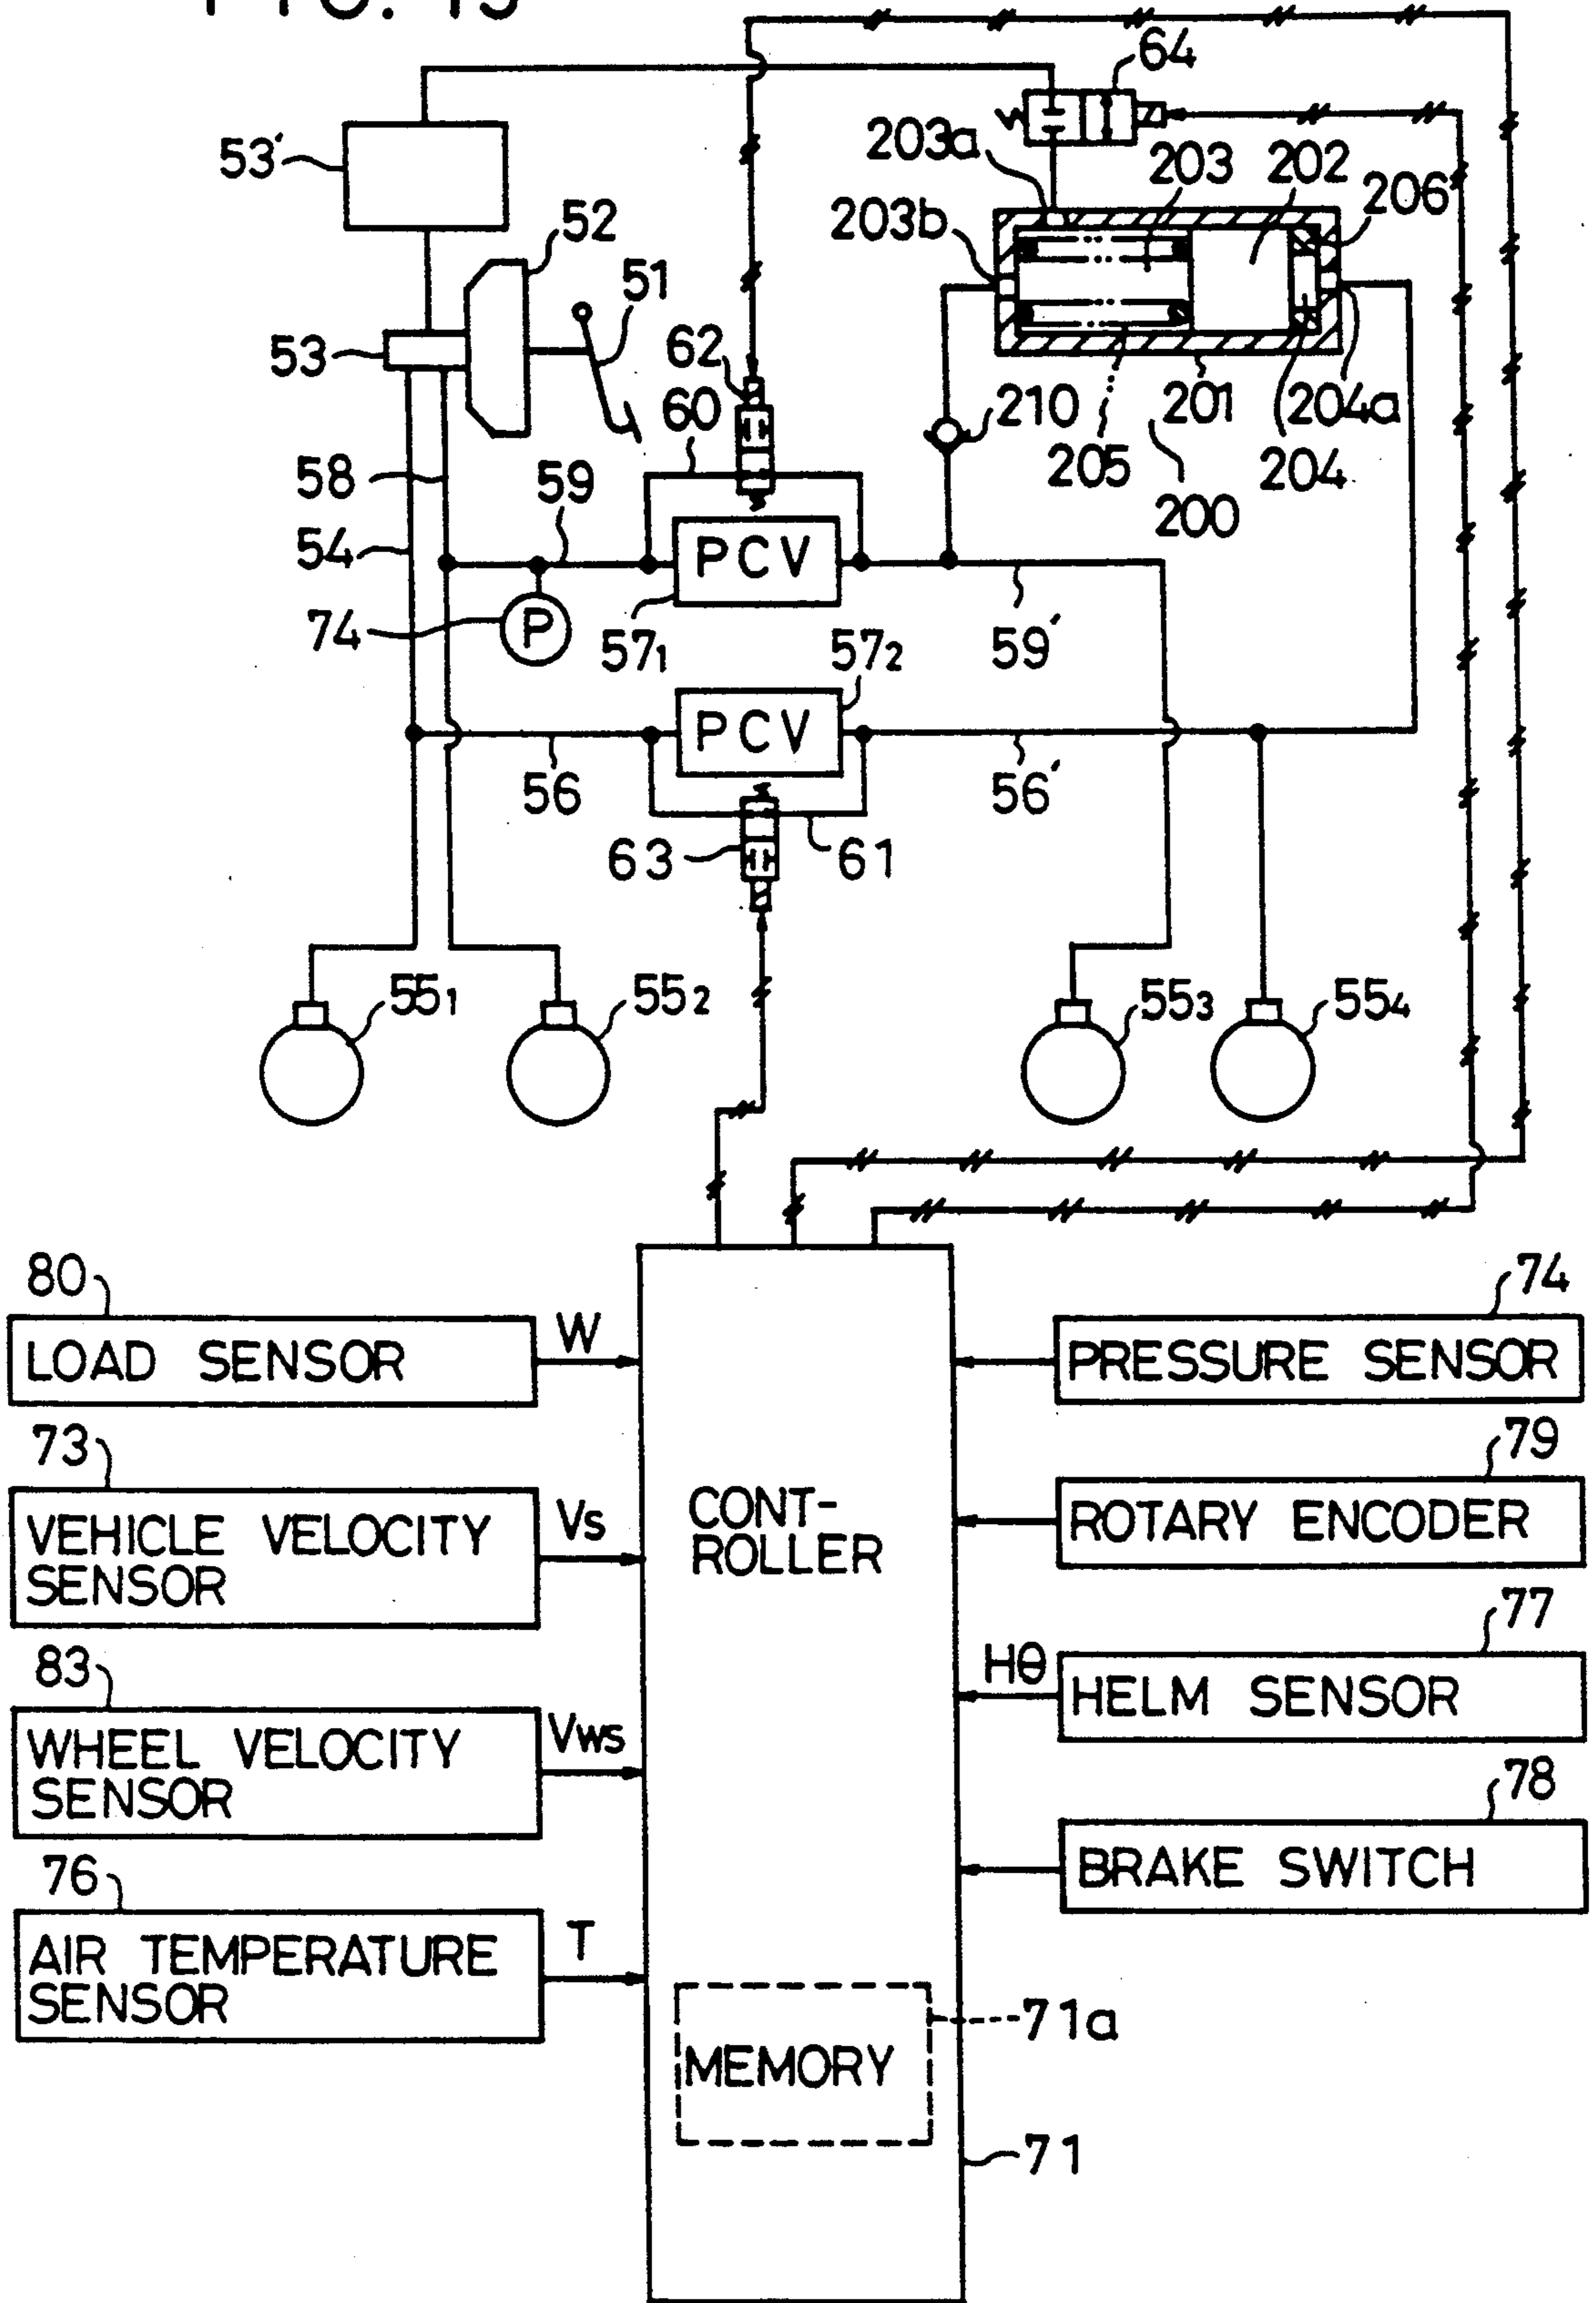 FIG. 15
64
203a
203
202
206
53'
203b
52
51
62
53
60
210
201
204a
205
204
58
59
200
54
PCV
74
P
57₁
59'
57₂
PCV
56
56'
63
61
55₁
55₂
55₃
55₄
80
74
LOAD SENSOR
W
PRESSURE SENSOR
73
79
VEHICLE VELOCITY
SENSOR
Vs
CONT-
ROLLER
ROTARY ENCODER
83
77
WHEEL VELOCITY
SENSOR
Vws
Hθ
HELM SENSOR
78
BRAKE SWITCH
76
AIR TEMPERATURE
SENSOR
T
71a
MEMORY
71